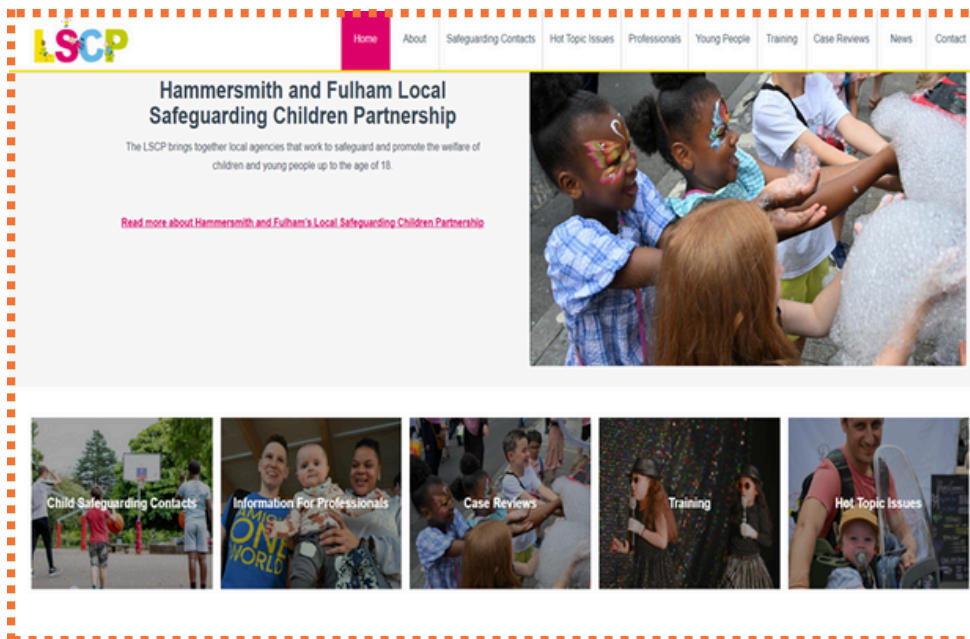 LSCP
Home About Safeguarding Contacts Hot Topic Issues Professionals Young People Training Case Reviews News Contact
Hammersmith and Fulham Local
Safeguarding Children Partnership
The LSCP brings together local agencies that work to safeguard and promote the welfare of
children and young people up to the age of 18.
Read more about Hammersmith and Fulham's Local Safeguarding Children Partnership
Child Safeguarding Contacts
Information For Professionals
Case Reviews
Training
Hot Topic Issues
ONE
WORLD